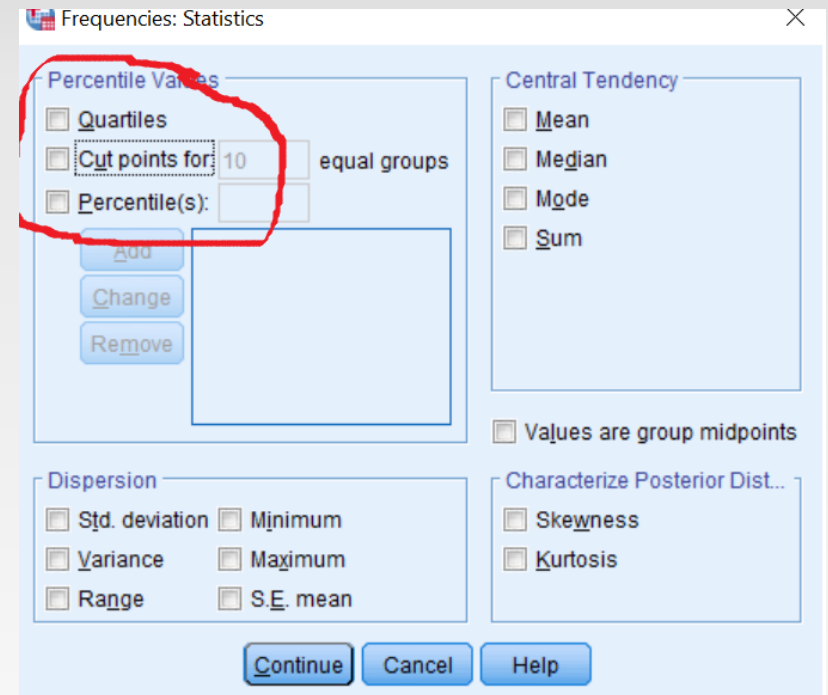 Frequencies: Statistics
Percentile Values
Quartiles
Cut points for: 10 equal groups
Percentile(s):
Add
Change
Remove
Central Tendency
Mean
Median
Mode
Sum
Values are group midpoints
Dispersion
Std. deviation Minimum
Variance Maximum
Range S.E. mean
Characterize Posterior Dist...
Skewness
Kurtosis
Continue Cancel Help